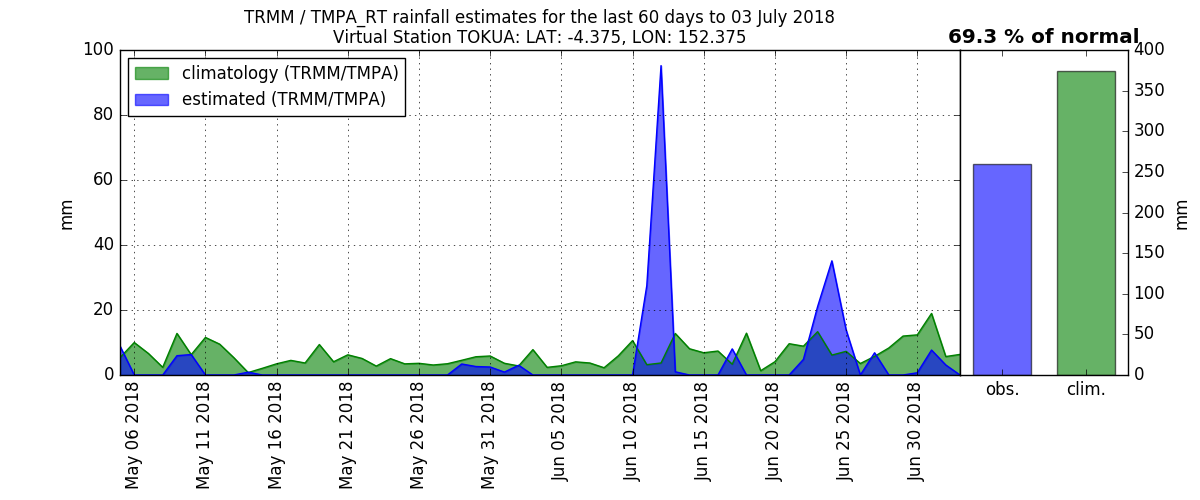 TRMM / TMPA_RT rainfall estimates for the last 60 days to 03 July 2018
Virtual Station TOKUA: LAT: -4.375, LON: 152.375
69.3 % of normal
climatology (TRMM/TMPA)
estimated (TRMM/TMPA)
100
80
60
40
20
0
mm
May 06 2018
May 11 2018
May 16 2018
May 21 2018
May 26 2018
May 31 2018
Jun 05 2018
Jun 10 2018
Jun 15 2018
Jun 20 2018
Jun 25 2018
Jun 30 2018
400
350
300
250
200
150
100
50
0
mm
obs.
clim.